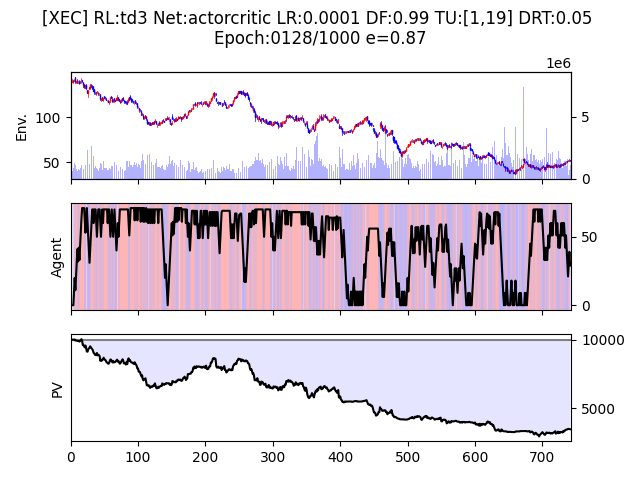 [XEC] RL:td3 Net:actorcritic LR:0.0001 DF:0.99 TU:[1,19] DRT:0.05
Epoch:0128/1000 e=0.87
1e6
Env.
100
50
5
0
Agent
50
0
PV
10000
5000
0 100 200 300 400 500 600 700